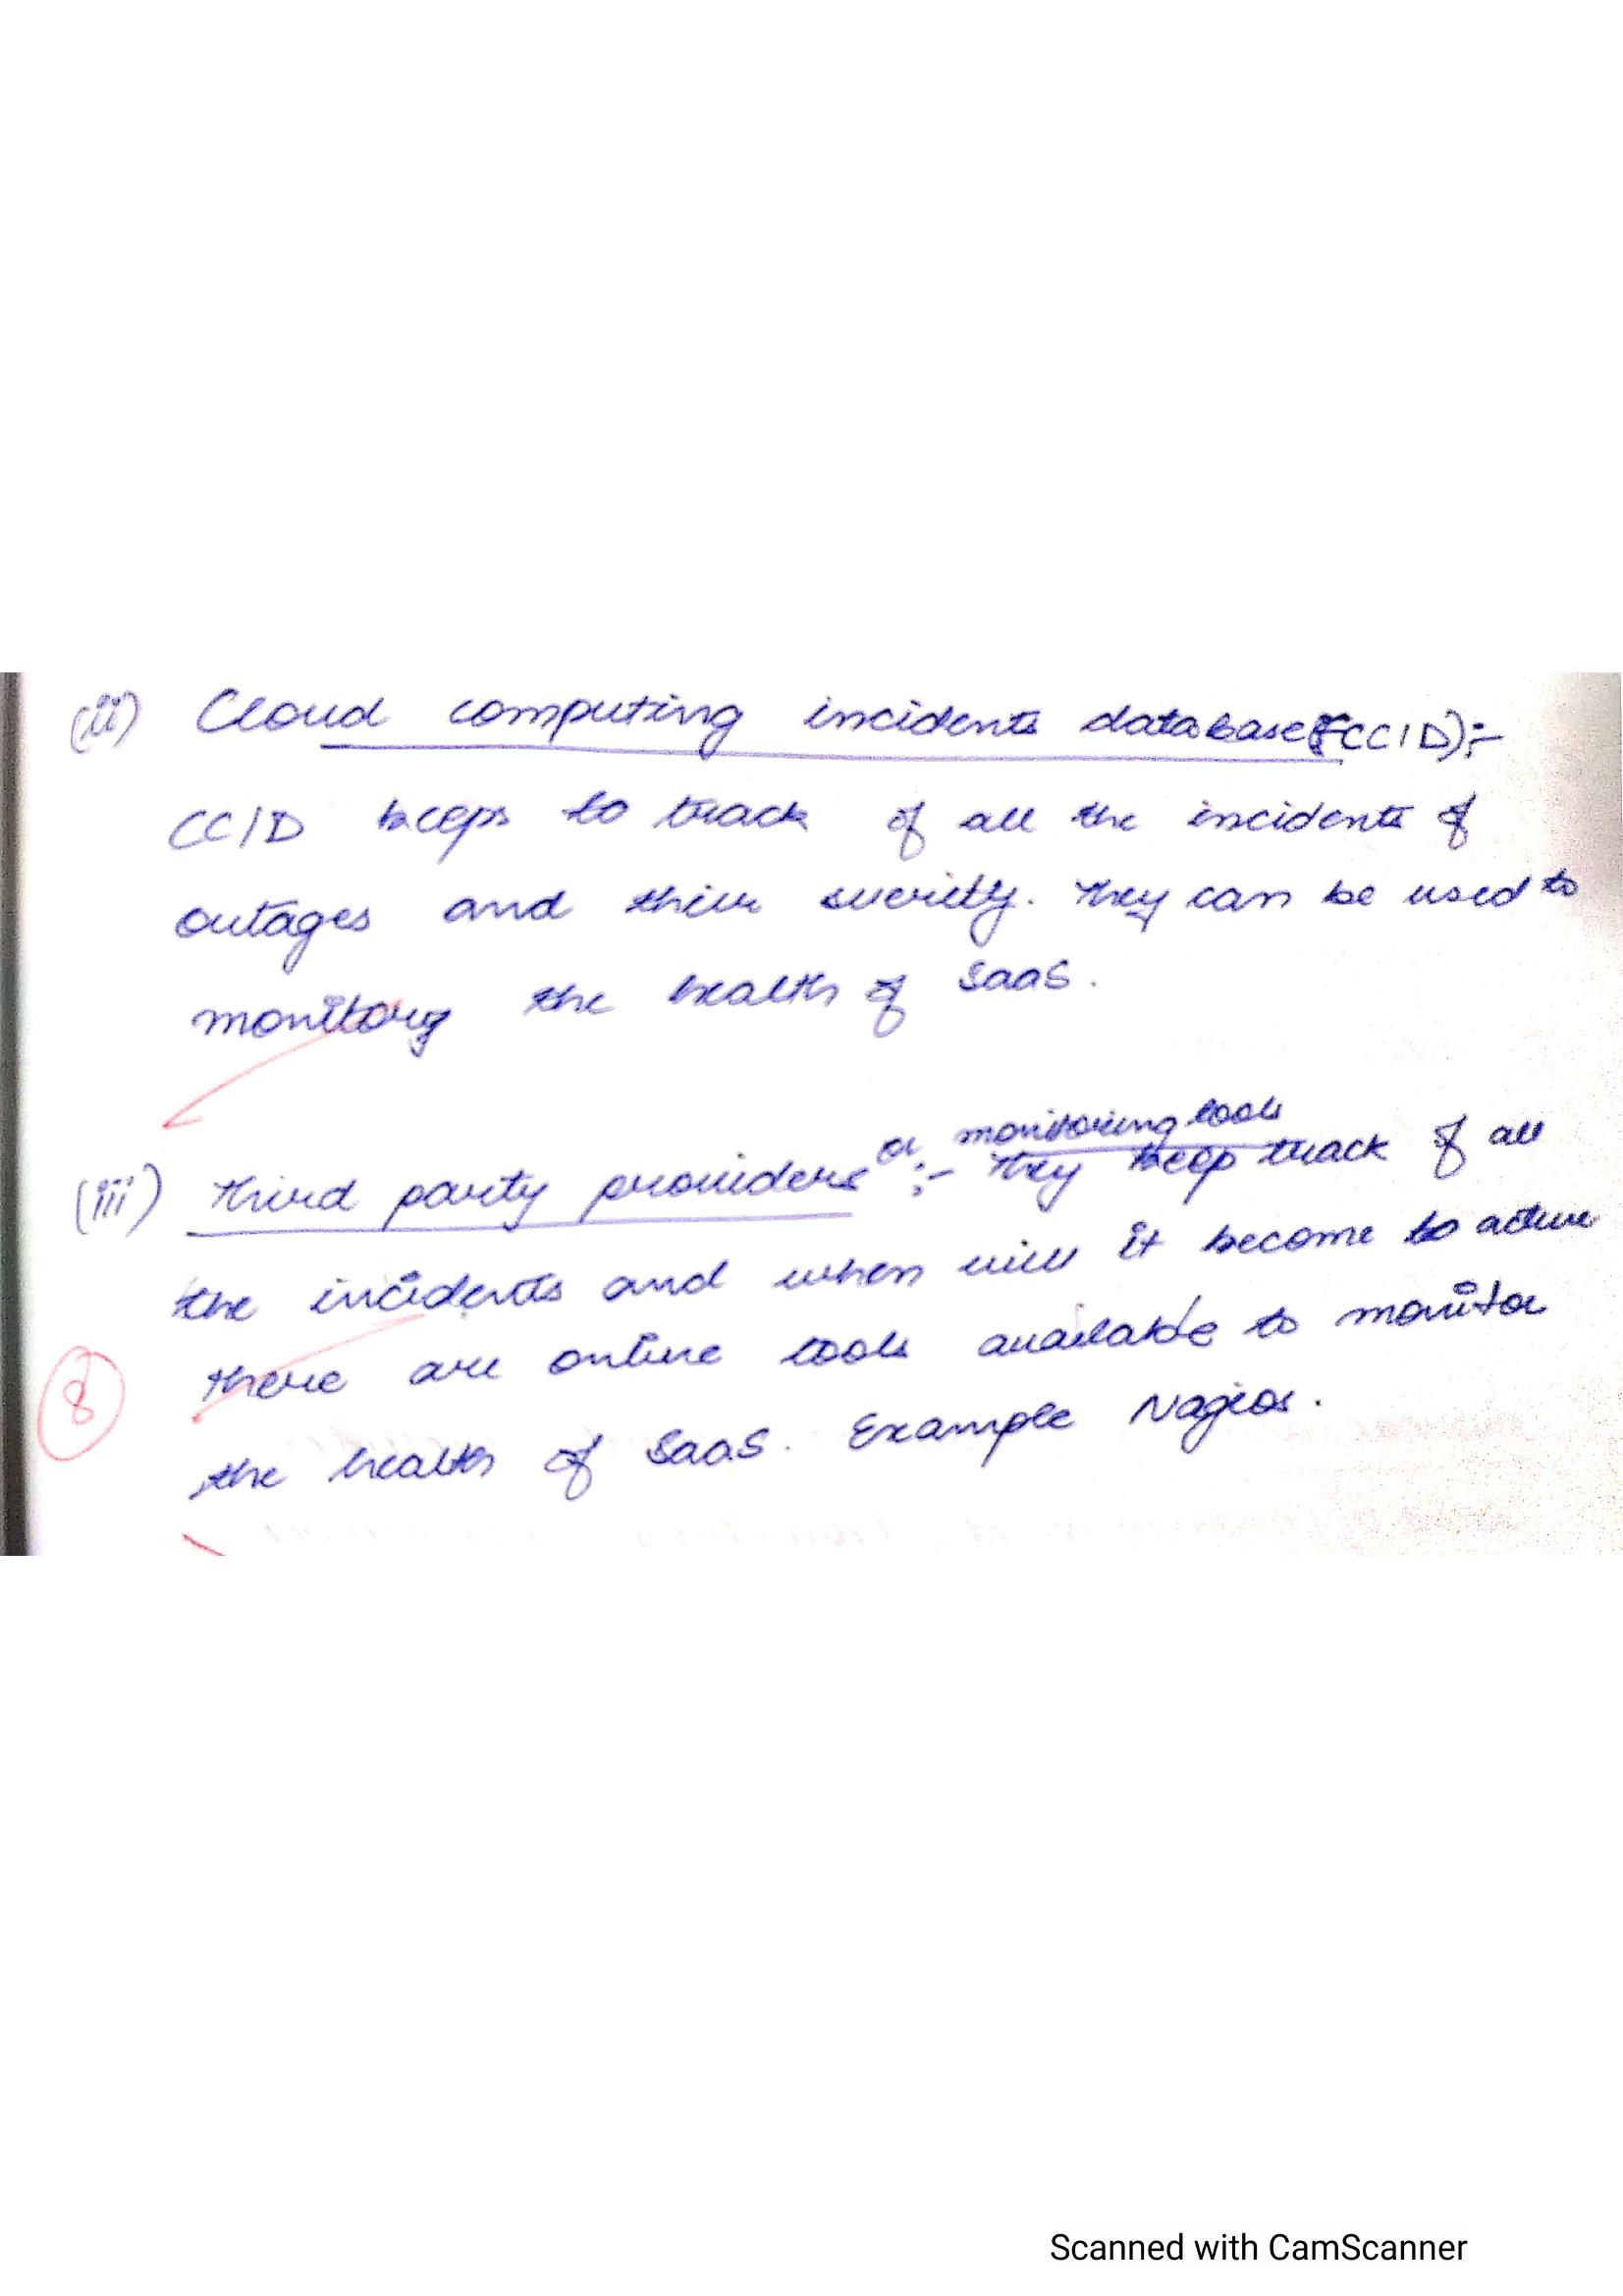 (ii) Cloud computing incidents database (CCID):-
CCID keeps to track of all the incidents of
outages and thier sverity. They can be used to
monitoring the health of SaaS.
(iii) Third party providers or monitoring tools :- They keep track of all
the incidents and when will it become to active
there are online tools available to monitor
the health of SaaS. Example Nagios.
8
Scanned with CamScanner